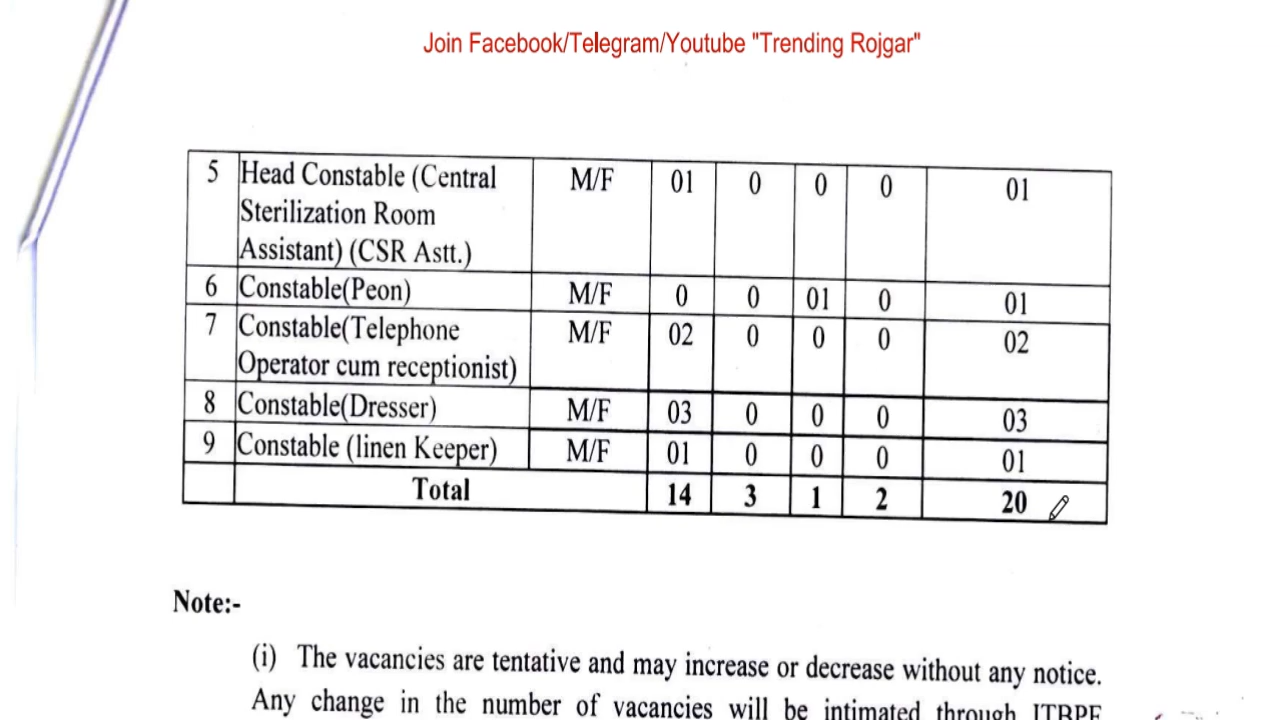 Join Facebook/Telegram/Youtube "Trending Rojgar"
5 Head Constable (Central M/F 01 0 0 0 01
Sterilization Room
Assistant) (CSR Astt.)
6 Constable(Peon) M/F 0 0 01 0 01
7 Constable(Telephone M/F 02 0 0 0 02
Operator cum receptionist)
8 Constable(Dresser) M/F 03 0 0 0 03
9 Constable (linen Keeper) M/F 01 0 0 0 01
Total 14 3 1 2 20
Note:-
(i) The vacancies are tentative and may increase or decrease without any notice.
Any change in the number of vacancies will be intimated through ITBPF